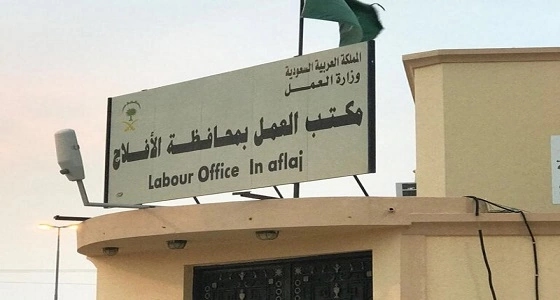 المملكة العربية السعودية
وزارة العمل
مكتب العمل بمحافظة الأفلاج
Labour Office In aflaj